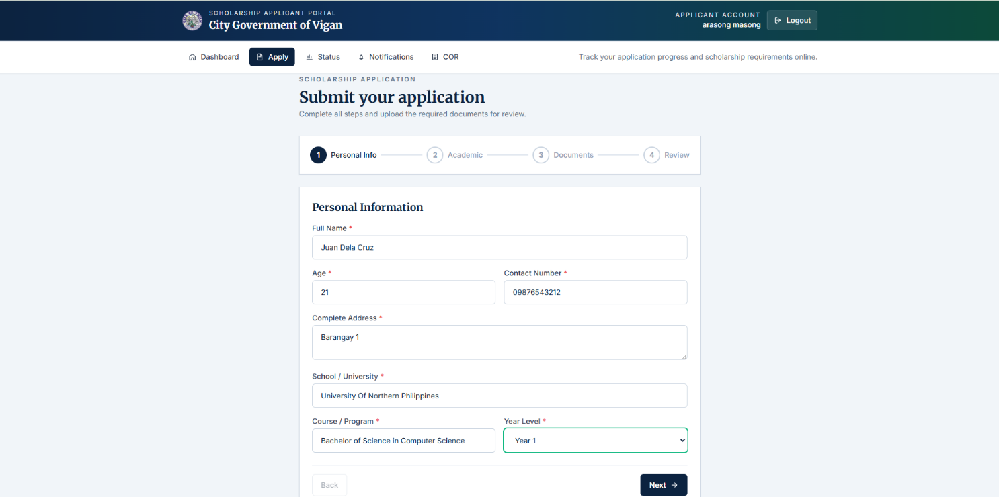 SCHOLARSHIP APPLICANT PORTAL
City Government of Vigan
APPLICANT ACCOUNT
arasong masong
Logout
Dashboard
Apply
Status
Notifications
COR
Track your application progress and scholarship requirements online.
SCHOLARSHIP APPLICATION
Submit your application
Complete all steps and upload the required documents for review.
1 Personal Info
2 Academic
3 Documents
4 Review
Personal Information
Full Name *
Juan Dela Cruz
Age *
Contact Number *
21
09876543212
Complete Address *
Barangay 1
School / University *
University Of Northern Philippines
Course / Program *
Year Level *
Bachelor of Science in Computer Science
Year 1
Back
Next →